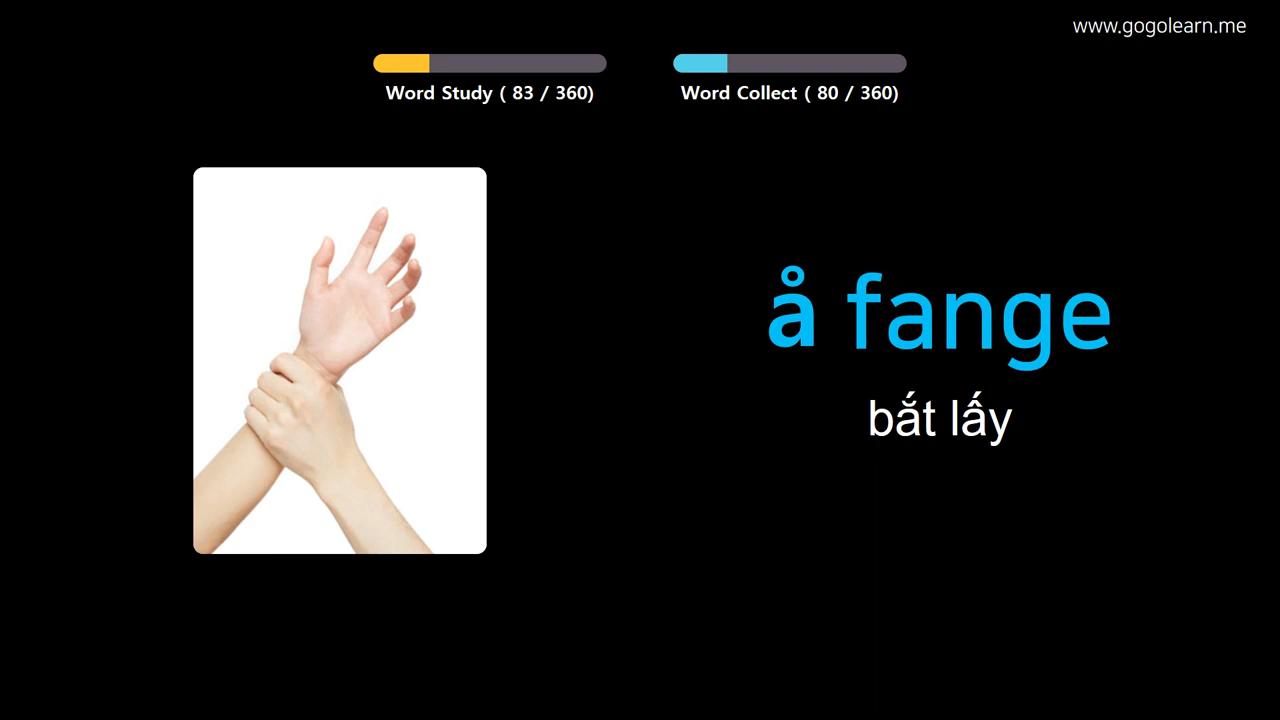 www.gogolearn.me
Word Study ( 83 / 360)
Word Collect ( 80 / 360)
å fange
bắt lấy